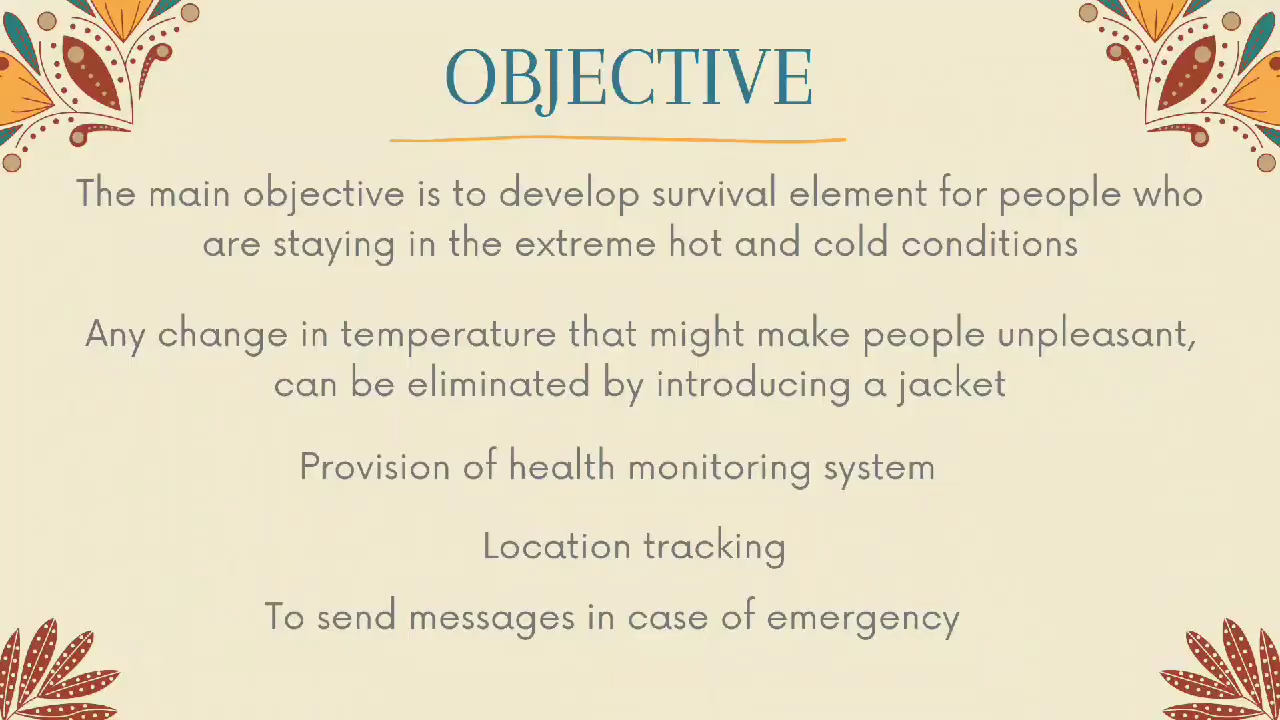 OBJECTIVE
The main objective is to develop survival element for people who
are staying in the extreme hot and cold conditions
Any change in temperature that might make people unpleasant,
can be eliminated by introducing a jacket
Provision of health monitoring system
Location tracking
To send messages in case of emergency